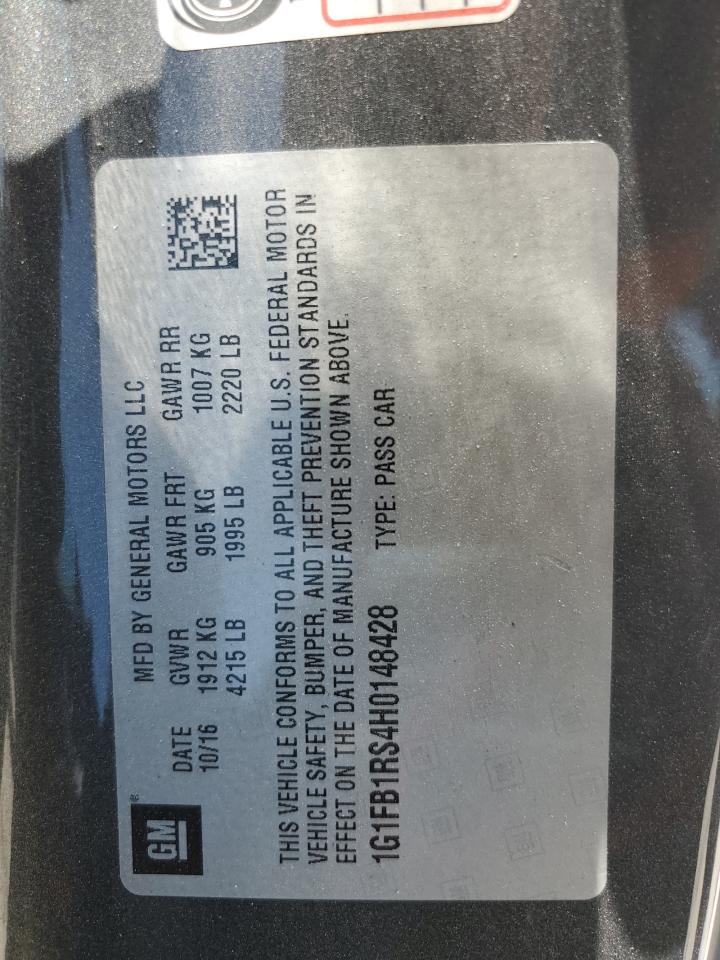 GM
MFD BY GENERAL MOTORS LLC
DATE GVWR GAWR FRT GAWR RR
10/16 1912 KG 905 KG 1007 KG
4215 LB 1995 LB 2220 LB
THIS VEHICLE CONFORMS TO ALL APPLICABLE U.S. FEDERAL MOTOR
VEHICLE SAFETY, BUMPER, AND THEFT PREVENTION STANDARDS IN
EFFECT ON THE DATE OF MANUFACTURE SHOWN ABOVE.
1G1FB1RS4H0148428 TYPE: PASS CAR